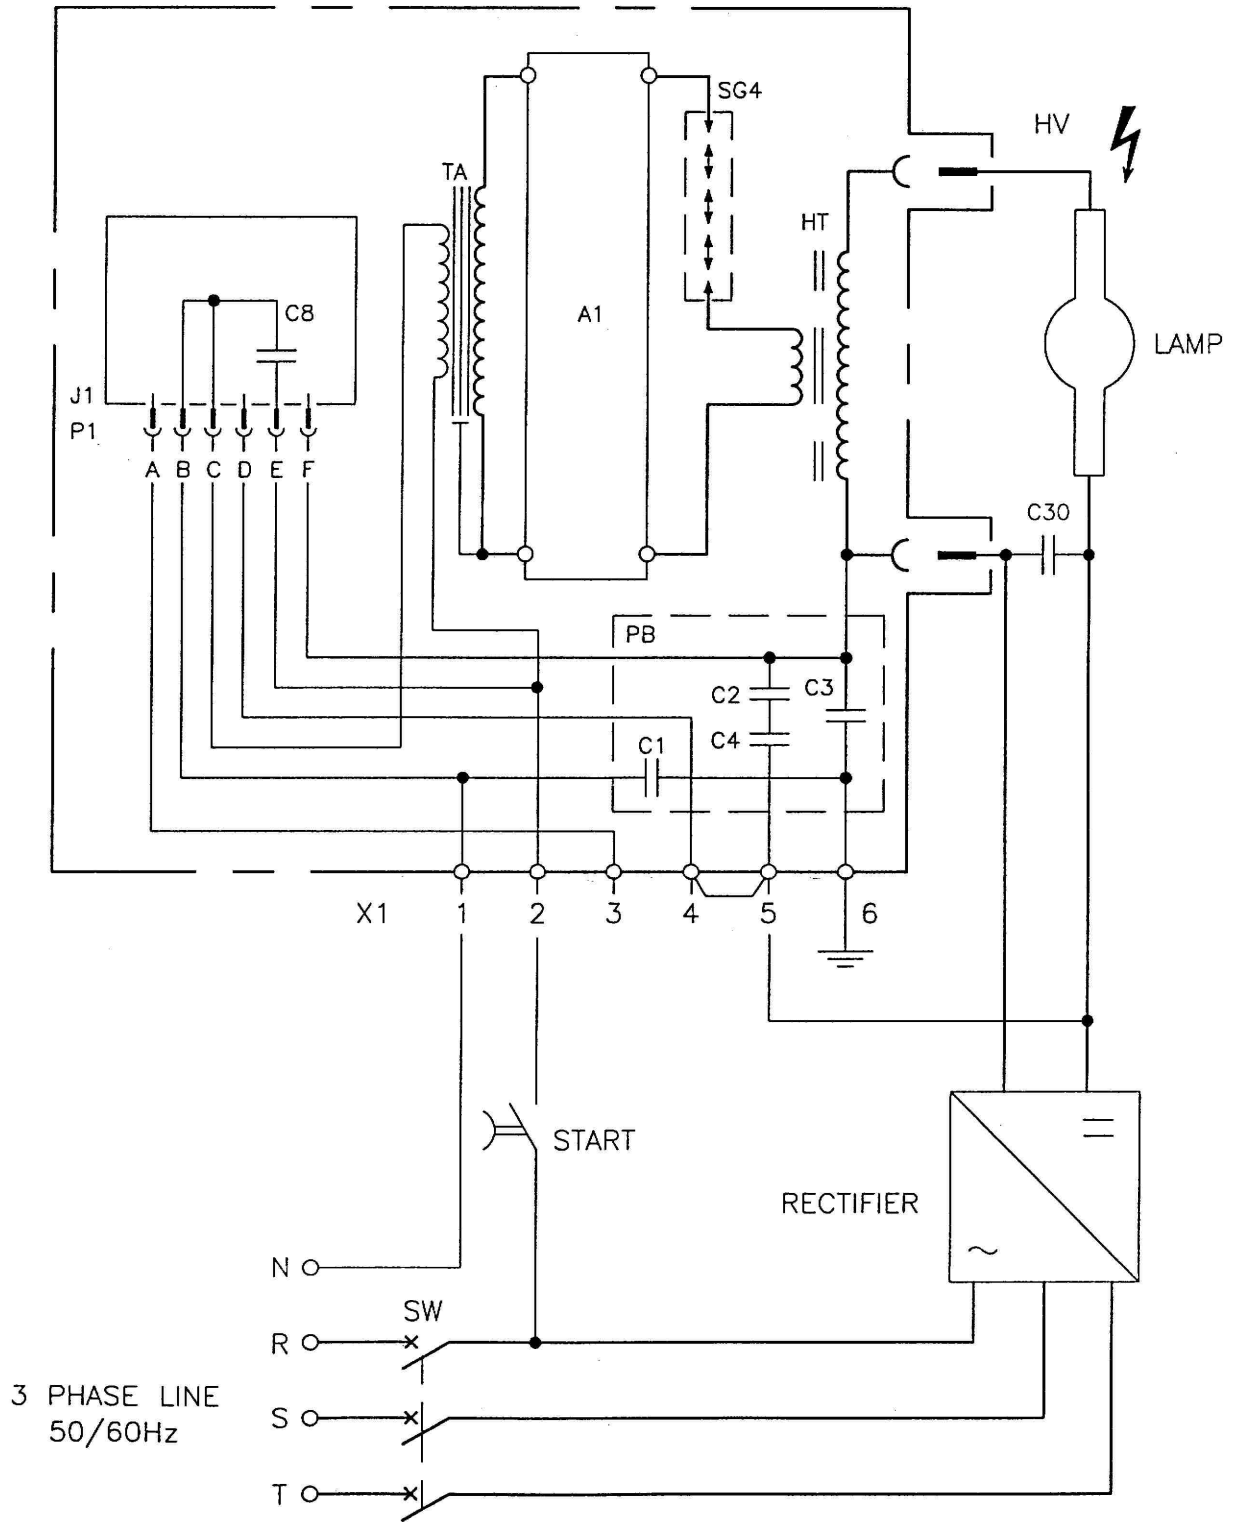 SG4
HV
TA
HT
C8
A1
LAMP
J1
P1
A B C D E F
C30
PB
C2 C3
C4
C1
X1 1 2 3 4 5 6
START
RECTIFIER
N
SW
R
3 PHASE LINE
50/60Hz
S
T